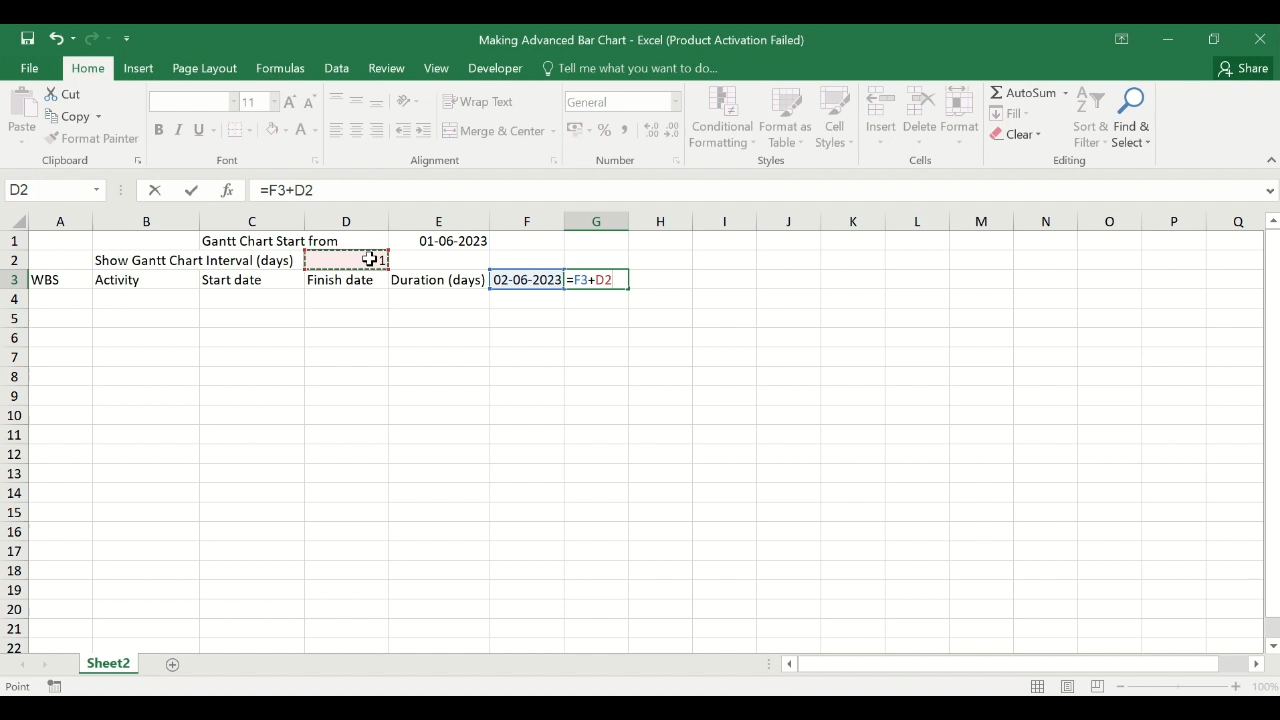 Making Advanced Bar Chart - Excel (Product Activation Failed)
File Home Insert Page Layout Formulas Data Review View Developer Tell me what you want to do... Share
Paste
Cut
Copy
Format Painter
Clipboard
11 A A
B I U A
Font
Wrap Text
Merge & Center
Alignment
General
% , .00
Number
Conditional Formatting
Format as Table
Cell Styles
Styles
Insert Delete Format
Cells
AutoSum
Fill
Clear
Sort & Filter
Find & Select
Editing
D2 fx =F3+D2
A B C D E F G H I J K L M N O P Q
1 Gantt Chart Start from 01-06-2023
2 Show Gantt Chart Interval (days) 1
3 WBS Activity Start date Finish date Duration (days) 02-06-2023 =F3+D2
4
5
6
7
8
9
10
11
12
13
14
15
16
17
18
19
20
21
22
Sheet2
Point 100%